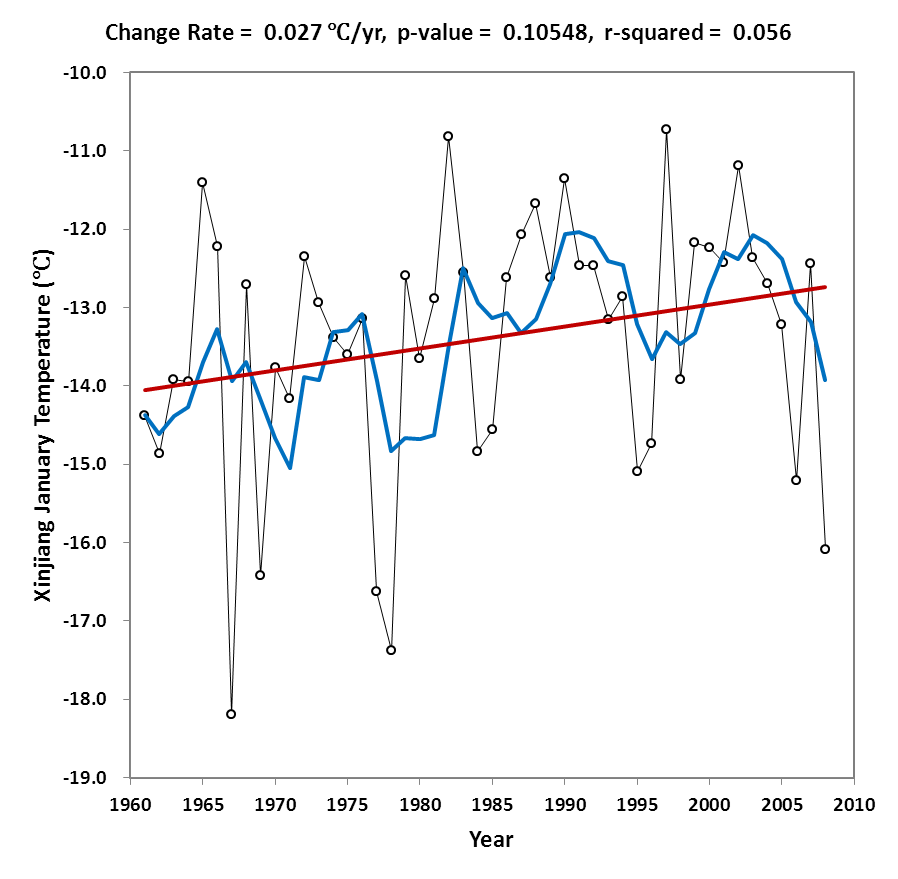 Change Rate = 0.027 ℃/yr, p-value = 0.10548, r-squared = 0.056
-10.0
-11.0
-12.0
-13.0
-14.0
-15.0
-16.0
-17.0
-18.0
-19.0
Xinjiang January Temperature (℃)
1960 1965 1970 1975 1980 1985 1990 1995 2000 2005 2010
Year